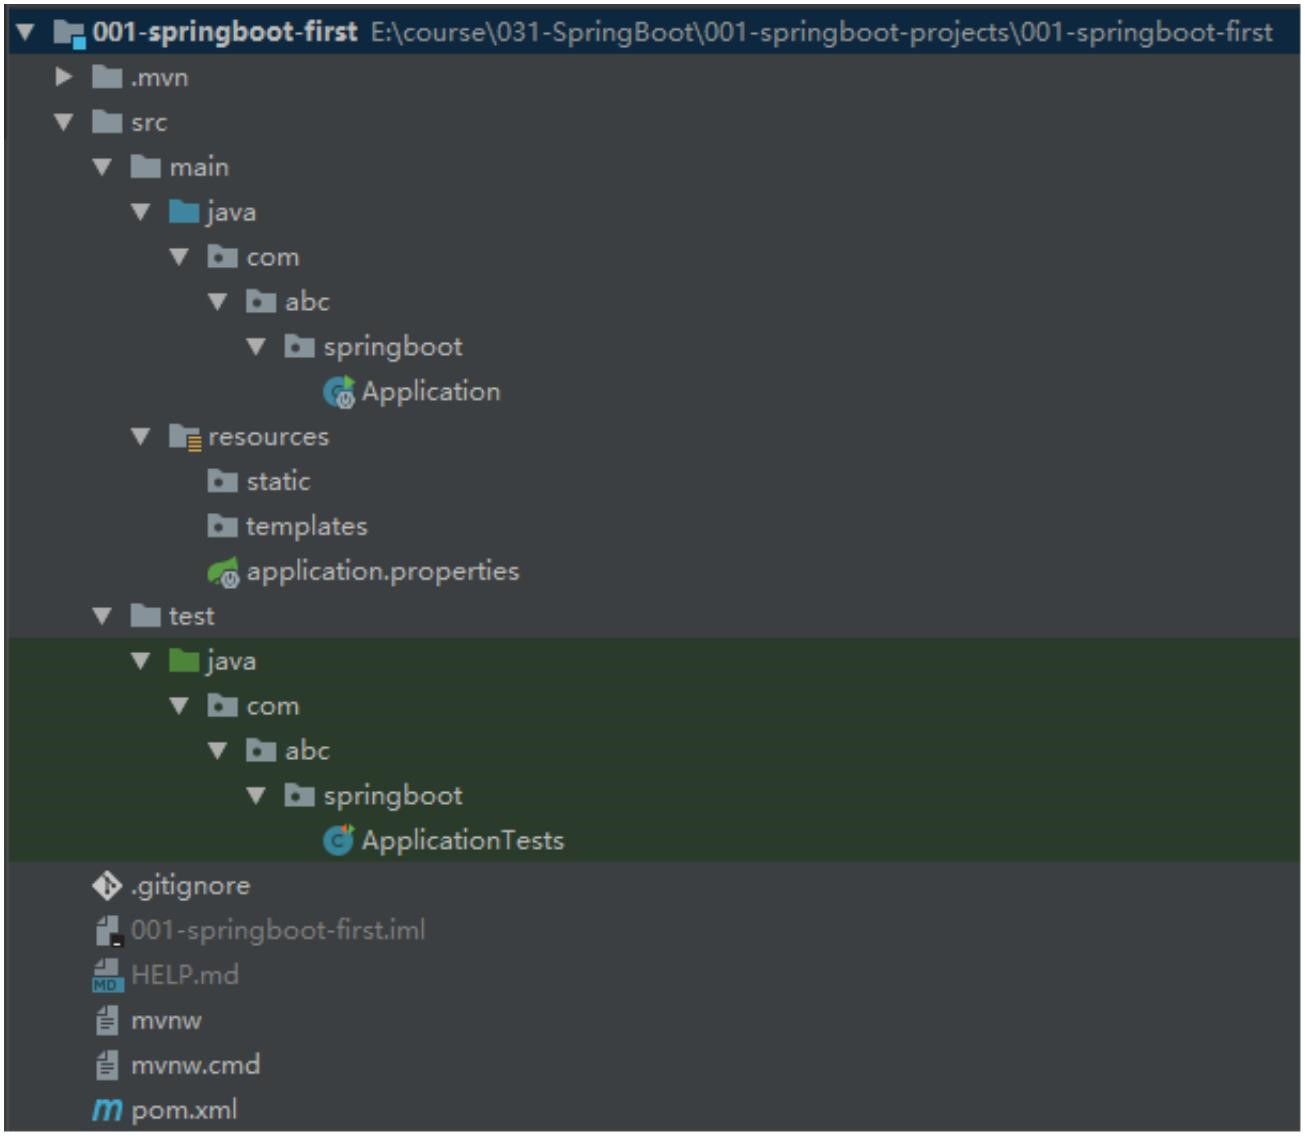 001-springboot-first E:\course\031-SpringBoot\001-springboot-projects\001-springboot-first
.mvn
src
main
java
com
abc
springboot
Application
resources
static
templates
application.properties
test
java
com
abc
springboot
ApplicationTests
.gitignore
001-springboot-first.iml
MD HELP.md
mvnw
mvnw.cmd
m pom.xml